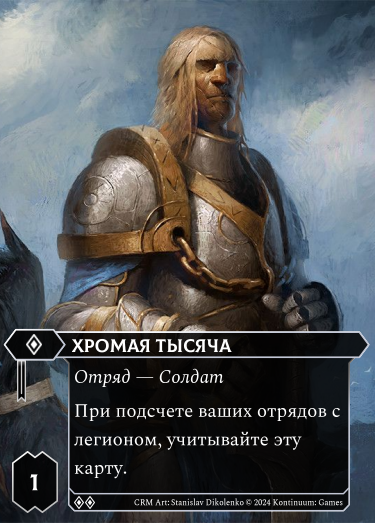 ХРОМАЯ ТЫСЯЧА
Отряд — Солдат
При подсчете ваших отрядов с
легионом, учитывайте эту
карту.
1
CRM Art: Stanislav Dikolenko © 2024 Kontinuum: Games